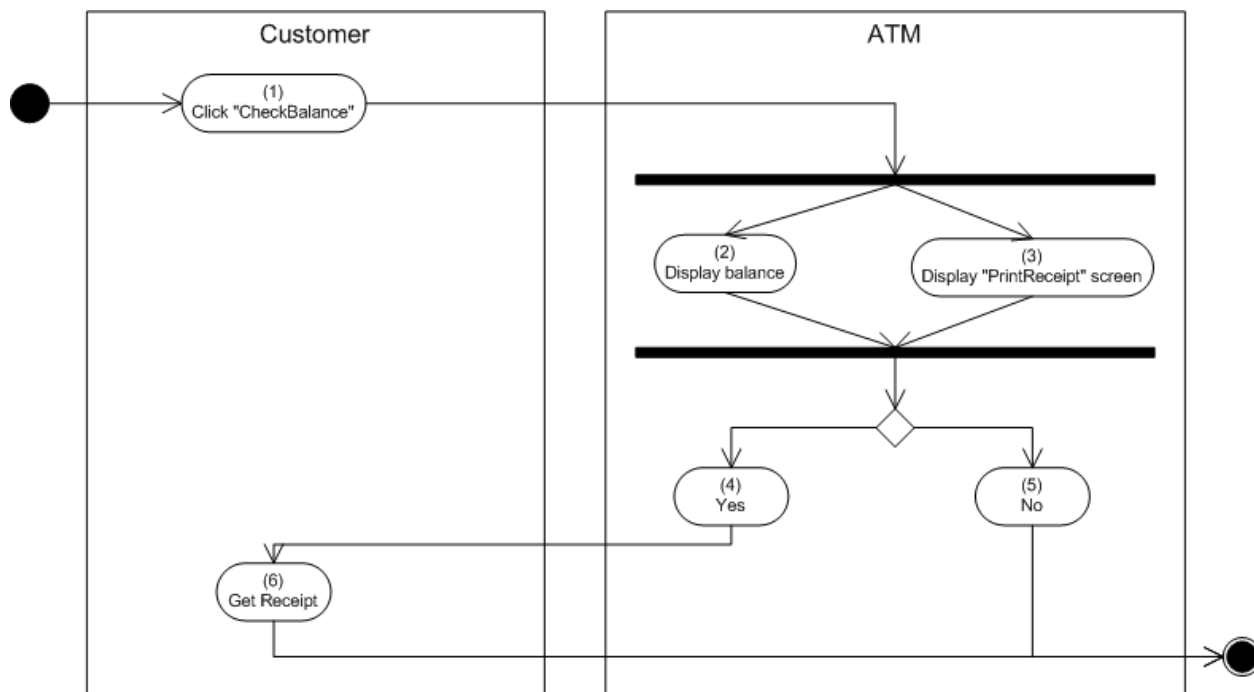 Customer
ATM
(1)
Click "CheckBalance"
(2)
Display balance
(3)
Display "PrintReceipt" screen
(4)
Yes
(5)
No
(6)
Get Receipt